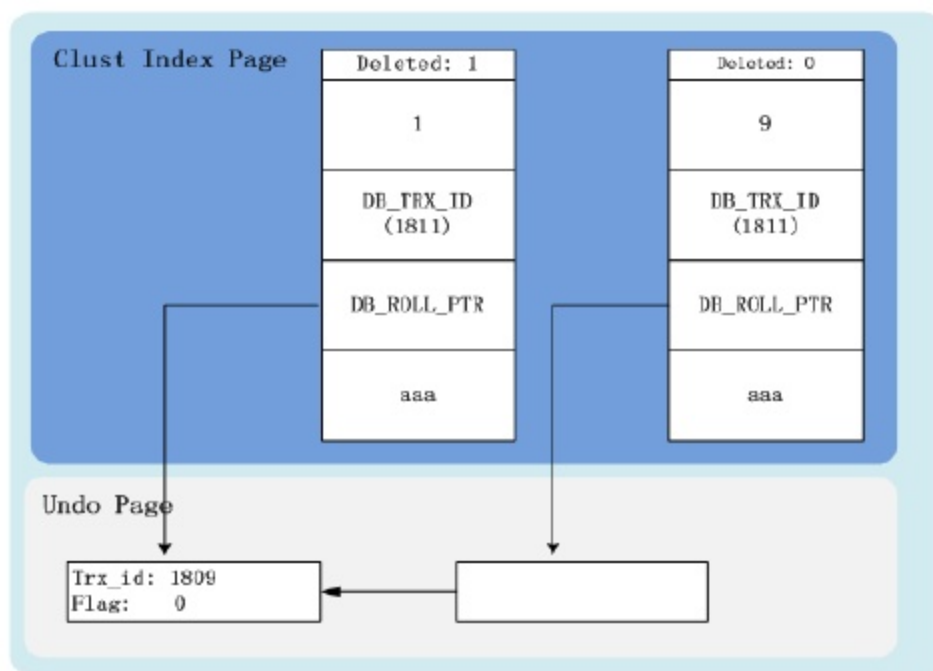 Clust Index Page
Deleted: 1
1
DB_TRX_ID
(1811)
DB_ROLL_PTR
aaa
Deleted: 0
9
DB_TRX_ID
(1811)
DB_ROLL_PTR
aaa
Undo Page
Trx_id: 1809
Flag: 0